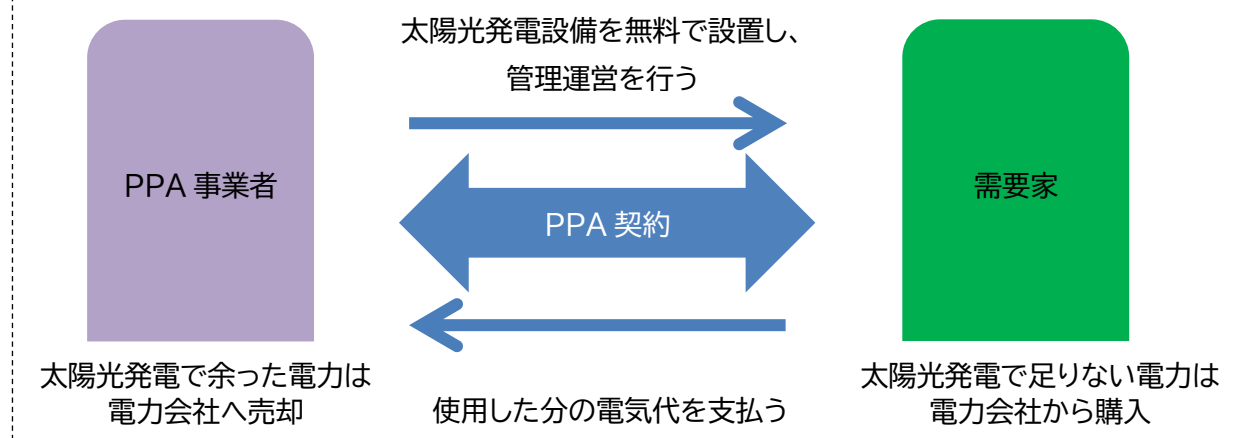 太陽光発電設備を無料で設置し、
管理運営を行う
PPA 事業者
PPA 契約
需要家
太陽光発電で余った電力は
電力会社へ売却
使用した分の電気代を支払う
太陽光発電で足りない電力は
電力会社から購入